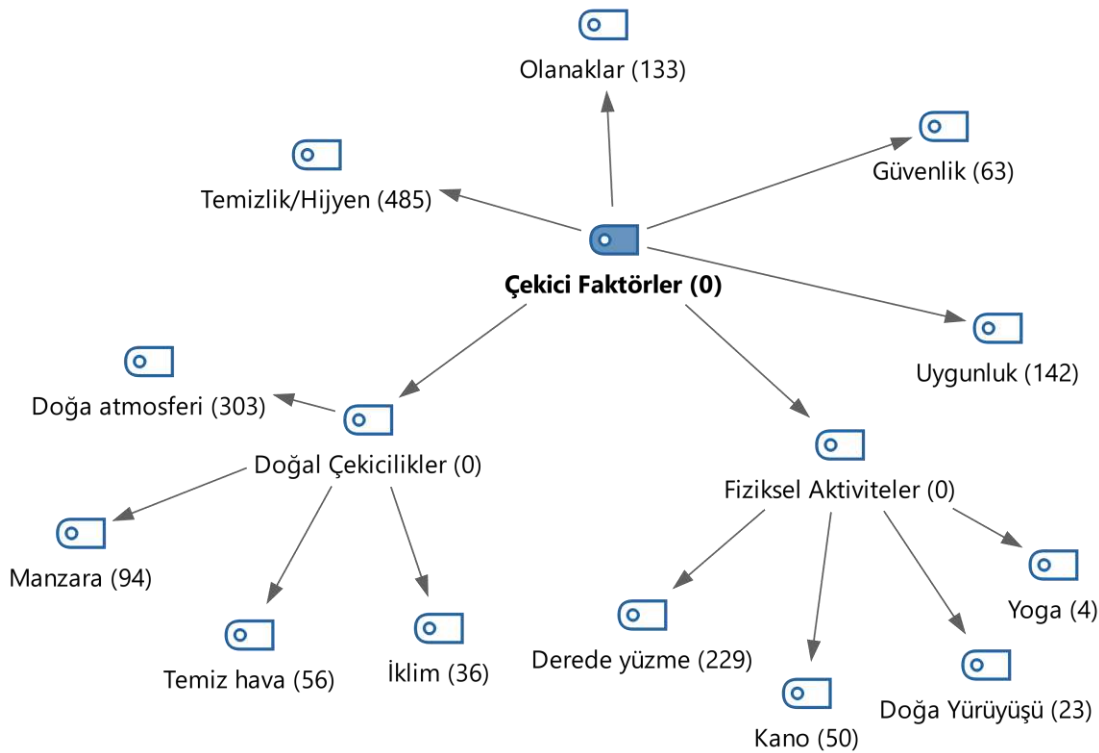 Olanaklar (133)
Güvenlik (63)
Temizlik/Hijyen (485)
Çekici Faktörler (0)
Uygunluk (142)
Doğa atmosferi (303)
Doğal Çekicilikler (0)
Fiziksel Aktiviteler (0)
Manzara (94)
Temiz hava (56)
İklim (36)
Derede yüzme (229)
Kano (50)
Doğa Yürüyüşü (23)
Yoga (4)